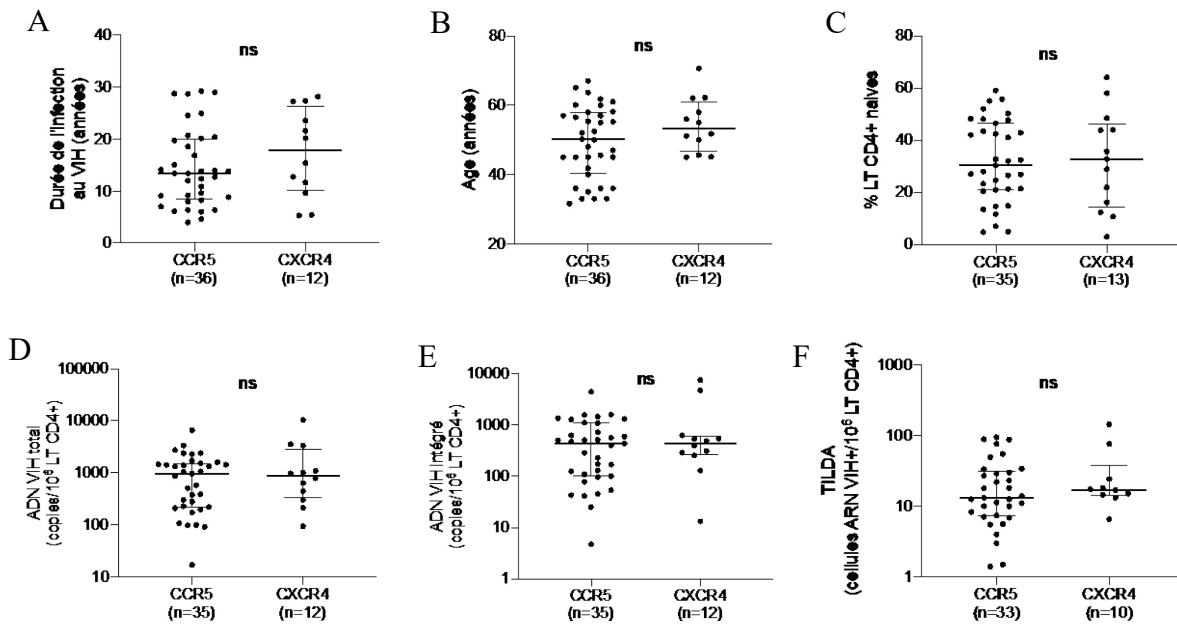 A
Durée de l'infection
au VIH (années)
40
30
20
10
0
ns
CCR5
(n=36)
CXCR4
(n=12)
B
Age (années)
80
60
40
20
ns
CCR5
(n=36)
CXCR4
(n=12)
C
% LT CD4+ naives
80
60
40
20
0
ns
CCR5
(n=35)
CXCR4
(n=13)
D
ADN VIH total
(copies/10⁶ LT CD4+)
100000
10000
1000
100
10
ns
CCR5
(n=35)
CXCR4
(n=12)
E
ADN VIH intégré
(copies/10⁶ LT CD4+)
10000
1000
100
10
1
ns
CCR5
(n=35)
CXCR4
(n=12)
F
TILDA
(cellules ARN VIH+/10⁶ LT CD4+)
1000
100
10
1
ns
CCR5
(n=33)
CXCR4
(n=10)